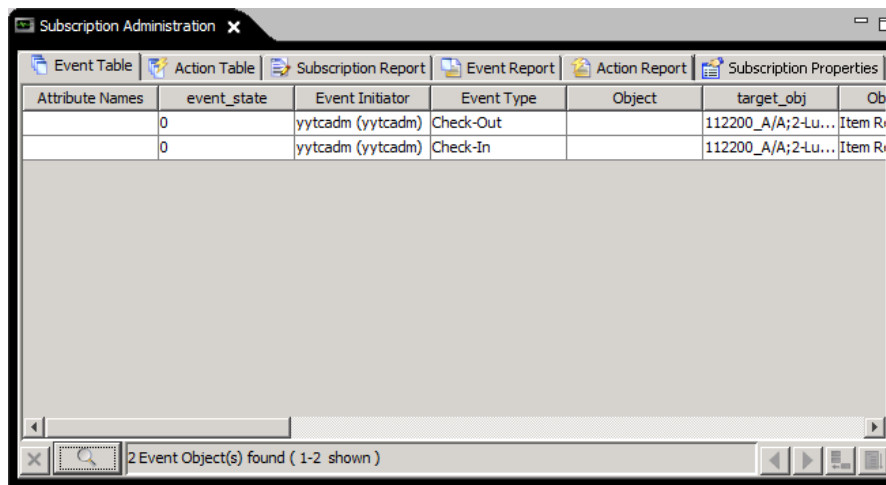 Subscription Administration
Event Table Action Table Subscription Report Event Report Action Report Subscription Properties
Attribute Names event_state Event Initiator Event Type Object target_obj Ob
0 yytcadm (yytcadm) Check-Out 112200_A/A;2-Lu... Item R
0 yytcadm (yytcadm) Check-In 112200_A/A;2-Lu... Item R
2 Event Object(s) found ( 1-2 shown )